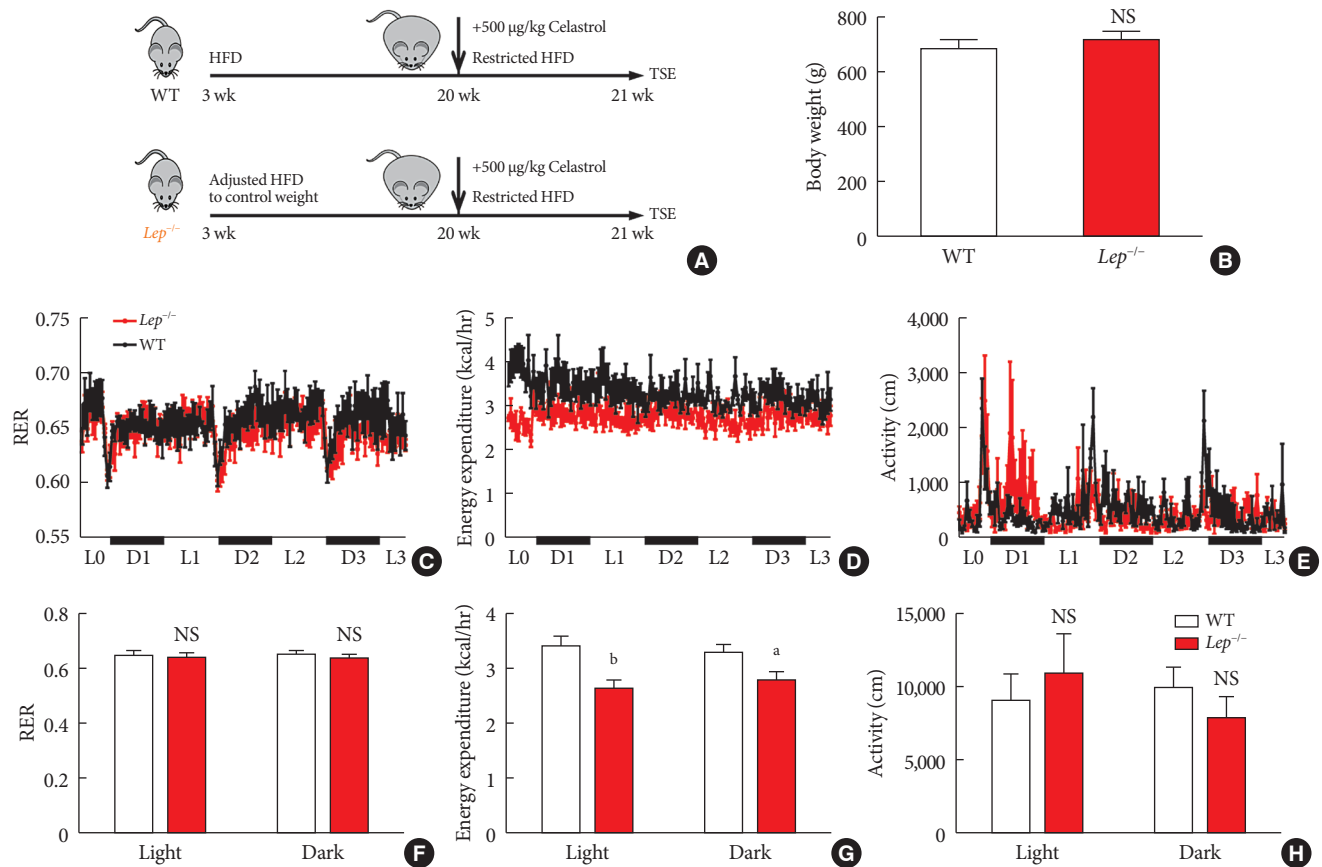 +500 µg/kg Celastrol
HFD
Restricted HFD
TSE
WT
3 wk
20 wk
21 wk
+500 µg/kg Celastrol
Adjusted HFD
to control weight
Restricted HFD
TSE
Lep−/−
3 wk
20 wk
21 wk
A
800
600
400
200
0
Body weight (g)
NS
WT
Lep−/−
B
0.75
0.70
0.65
0.60
0.55
RER
Lep−/−
WT
L0 D1 L1 D2 L2 D3 L3
C
5
4
3
2
1
0
Energy expenditure (kcal/hr)
L0 D1 L1 D2 L2 D3 L3
D
4,000
3,000
2,000
1,000
0
Activity (cm)
L0 D1 L1 D2 L2 D3 L3
E
0.8
0.6
0.4
0.2
0
RER
NS
NS
Light
Dark
F
4
3
2
1
0
Energy expenditure (kcal/hr)
b
a
Light
Dark
G
15,000
10,000
5,000
0
Activity (cm)
NS
WT
Lep−/−
NS
Light
Dark
H